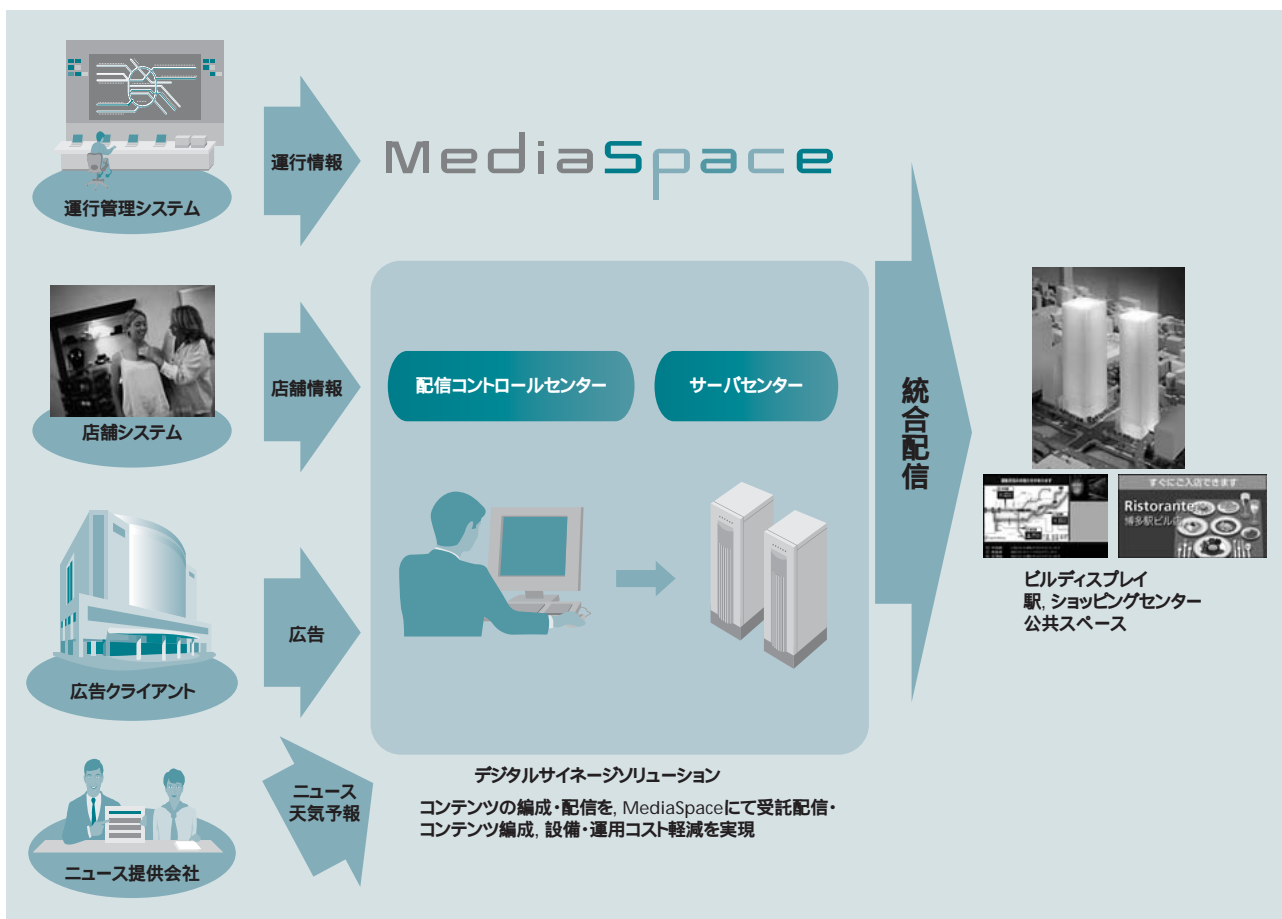 運行管理システム
運行情報
MediaSpace
店舗システム
店舗情報
配信コントロールセンター
サーバセンター
統合配信
広告クライアント
広告
ニュース提供会社
ニュース
天気予報
すぐにご入店できます
Ristorante
博多駅ビル店
ビルディスプレイ
駅, ショッピングセンター
公共スペース
デジタルサイネージソリューション
コンテンツの編成・配信を, MediaSpaceにて受託配信・
コンテンツ編成, 設備・運用コスト軽減を実現